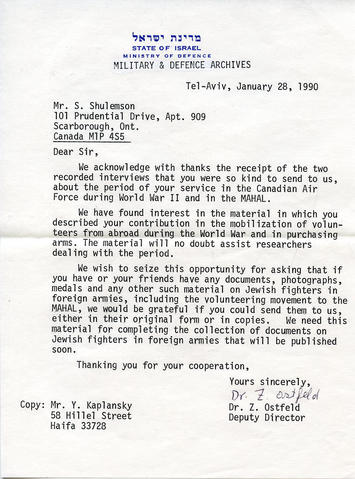 מדינת ישראל
STATE OF ISRAEL
MINISTRY OF DEFENCE
MILITARY & DEFENCE ARCHIVES
Tel-Aviv, January 28, 1990
Mr. S. Shulemson
101 Prudential Drive, Apt. 909
Scarborough, Ont.
Canada M1P 4S5
Dear Sir,
We acknowledge with thanks the receipt of the two
recorded interviews that you were so kind to send to us,
about the period of your service in the Canadian Air
Force during World War II and in the MAHAL.
We have found interest in the material in which you
described your contribution in the mobilization of volun-
teers from abroad during the World War and in purchasing
arms. The material will no doubt assist researchers
dealing with the period.
We wish to seize this opportunity for asking that if
you have or your friends have any documents, photographs,
medals and any other such material on Jewish fighters in
foreign armies, including the volunteering movement to the
MAHAL, we would be grateful if you could send them to us,
either in their original form or in copies. We need this
material for completing the collection of documents on
Jewish fighters in foreign armies that will be published
soon.
Thanking you for your cooperation,
Yours sincerely,
Dr. Z. Ostfeld
Dr. Z. Ostfeld
Deputy Director
Copy: Mr. Y. Kaplansky
58 Hillel Street
Haifa 33728